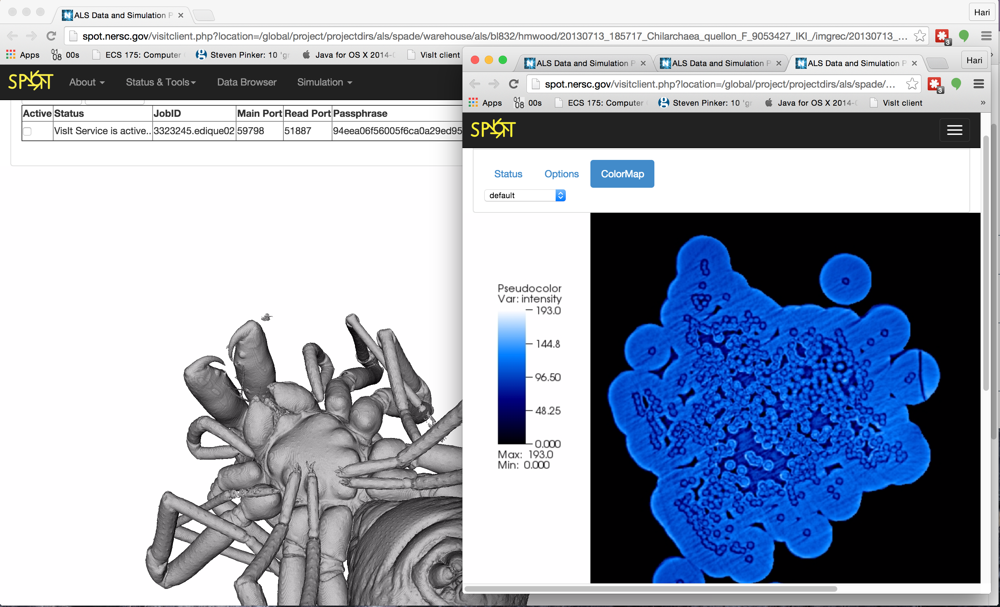 ALS Data and Simulation P
Hari
spot.nersc.gov/visitclient.php?location=/global/project/projectdirs/als/spade/warehouse/als/bl832/hmwood/20130713_185717_Chilarchaea_quellon_F_9053427_IKI_/imgrec/20130713_...
3
Apps 01 08 00s ECS 175: Computer Steven Pinker: 10 'gr Java for OS X 2014- VisIt client
SPOT About Status & Tools Data Browser Simulation
Active Status JobID Main Port Read Port Passphrase
VisIt Service is active.. 3323245.edique02 59798 51887 94eea06f56005f6ca0a29ed95
ALS Data and Simulation P ALS Data and Simulation P ALS Data and Simulation P
Hari
spot.nersc.gov/visitclient.php?location=/global/project/projectdirs/als/spade/...
3
Apps 01 08 00s ECS 175: Computer Steven Pinker: 10 'gr Java for OS X 2014- VisIt client »
SPOT
Status Options ColorMap
default
Pseudocolor
Var: intensity
193.0
144.8
96.50
48.25
0.000
Max: 193.0
Min: 0.000